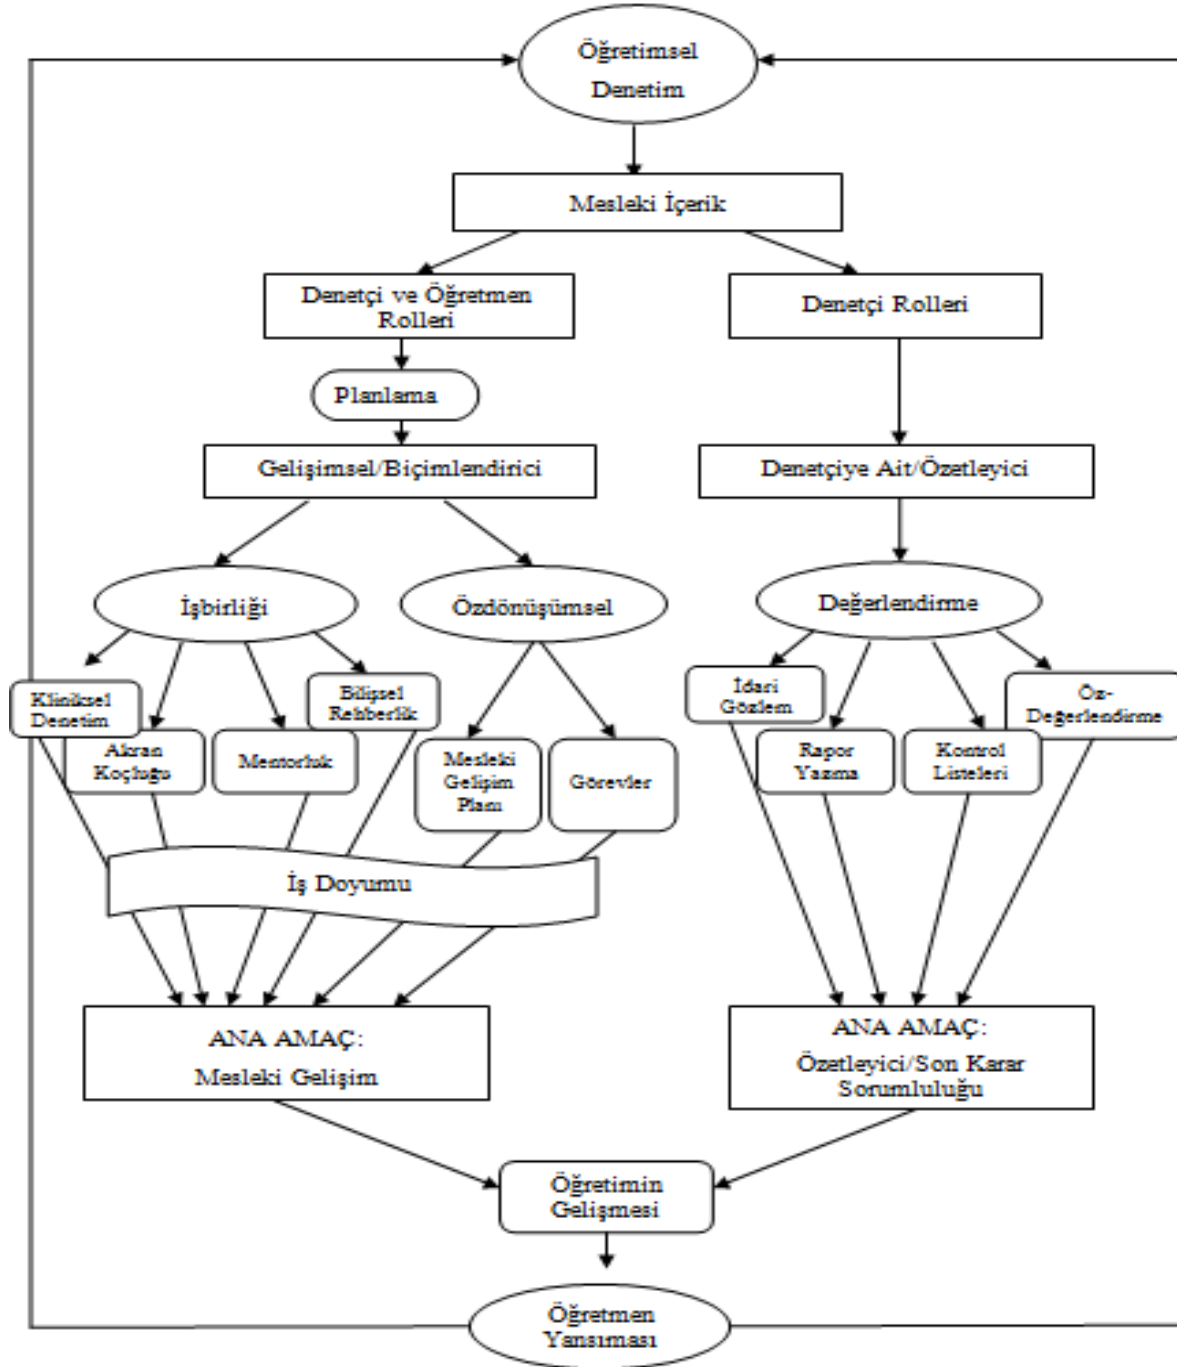 Öğretimsel
Denetim
Mesleki İçerik
Denetçi ve Öğretmen
Rolleri
Denetçi Rolleri
Planlama
Gelişimsel/Biçimlendirici
Denetçiye Ait/Özetleyici
İşbirliği
Özdönüşümsel
Değerlendirme
Kliniksel
Denetim
Akran
Koçluğu
Mentorluk
Bilişsel
Rehberlik
Mesleki
Gelişim
Planı
Görevler
İdari
Gözlem
Rapor
Yazma
Kontrol
Listeleri
Öz-
Değerlendirme
İş Doyumu
ANA AMAÇ:
Mesleki Gelişim
ANA AMAÇ:
Özetleyici/Son Karar
Sorumluluğu
Öğretimin
Gelişmesi
Öğretmen
Yansıması